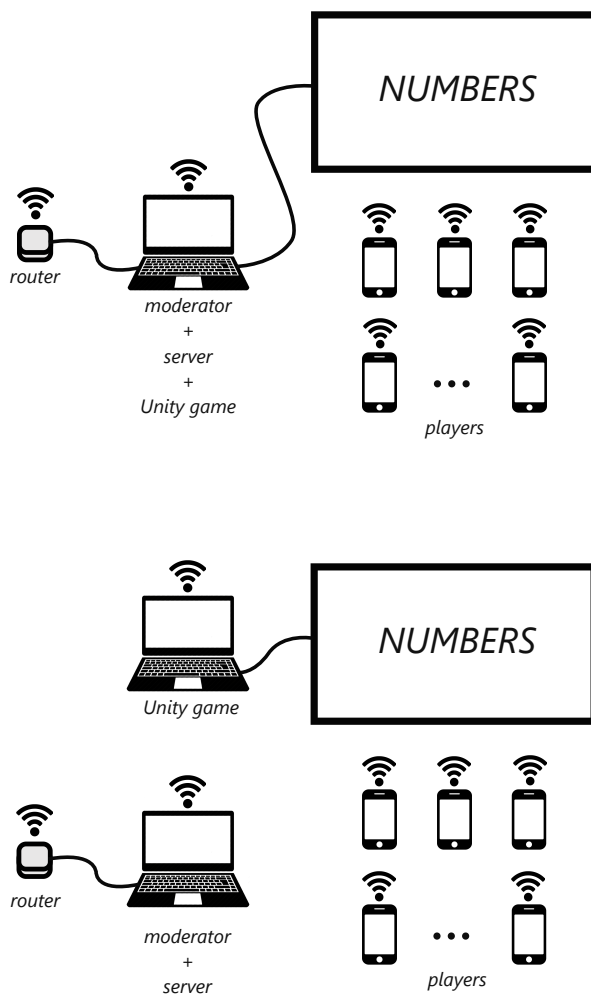 NUMBERS
router
moderator
+
server
+
Unity game
...
players
NUMBERS
Unity game
router
moderator
+
server
...
players